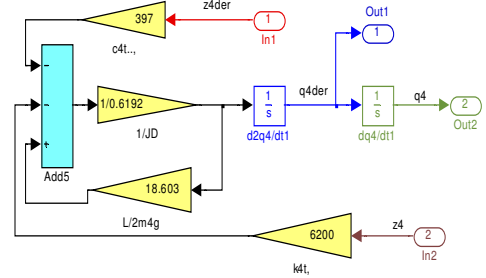 z4der
Out1
397
1
In1
1
c4t..,
1/0.6192
1/JD
Add5
1
s
q4der
d2q4/dt1
1
s
q4
dq4/dt1
2
Out2
18.603
L/2m4g
6200
k4t,
z4
2
In2